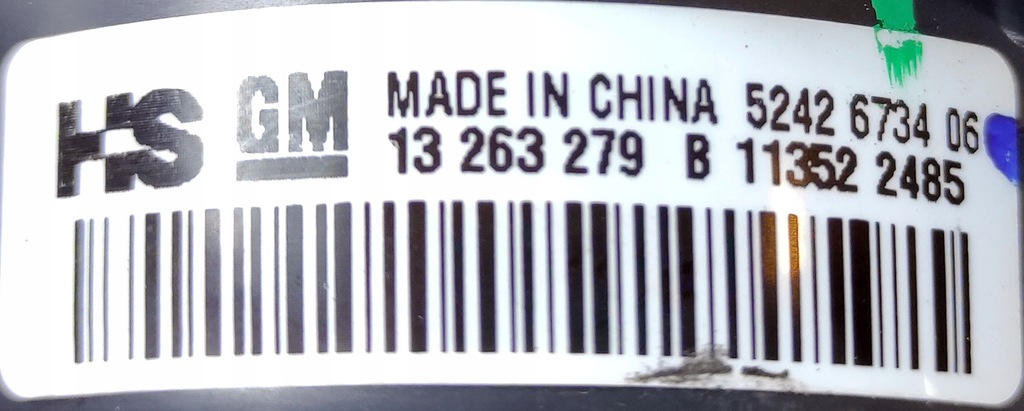 HS GM MADE IN CHINA 5242 6734 06
13 263 279 B 11352 2485